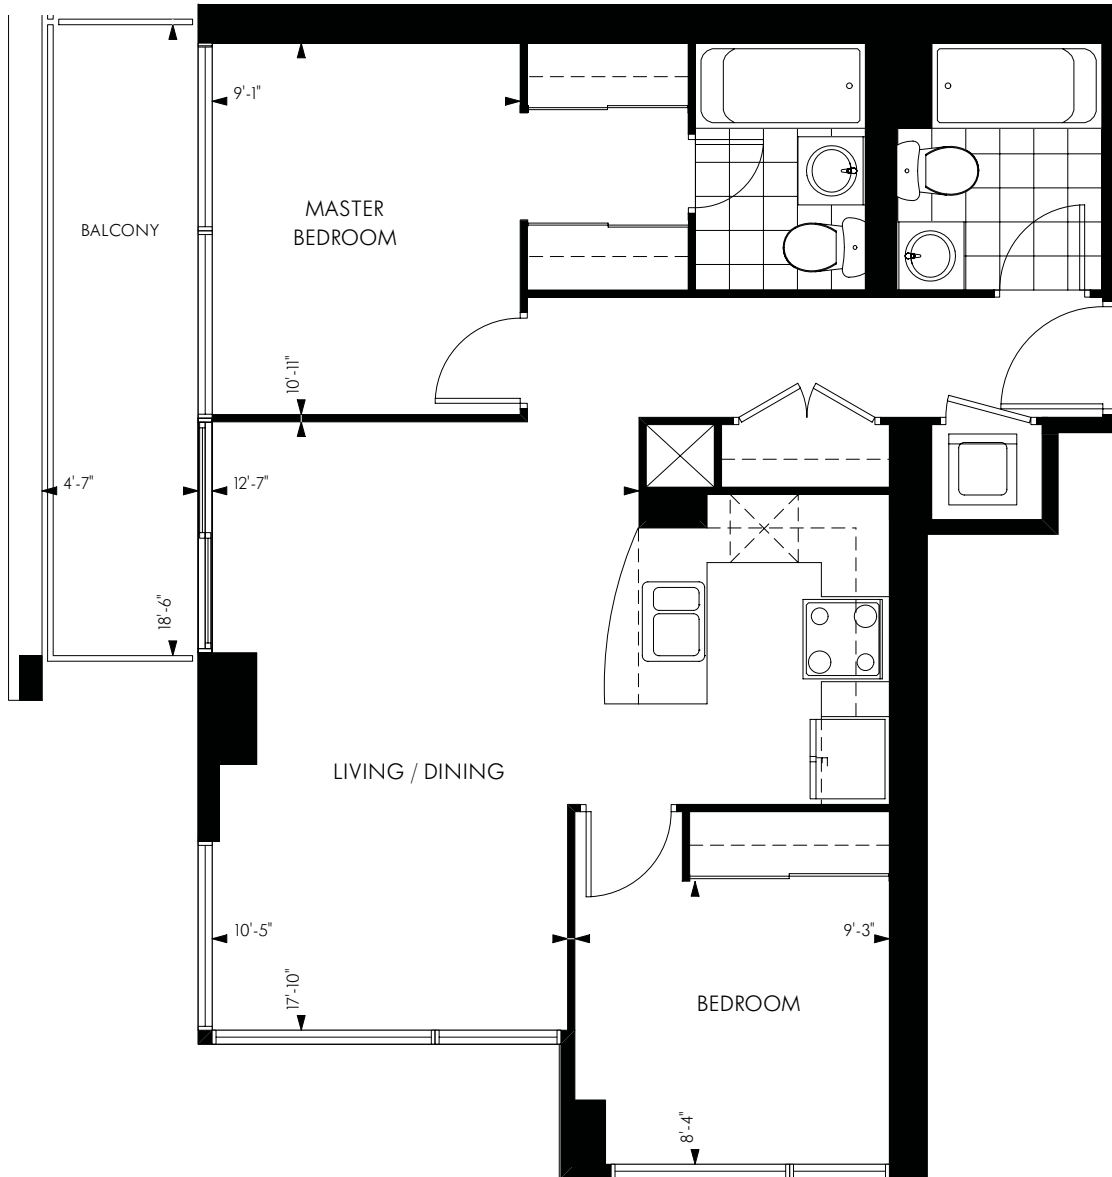 9'-1"
MASTER
BEDROOM
BALCONY
10'-11"
4'-7"
12'-7"
18'-6"
LIVING / DINING
10'-5"
9'-3"
17'-10"
BEDROOM
8'-4"